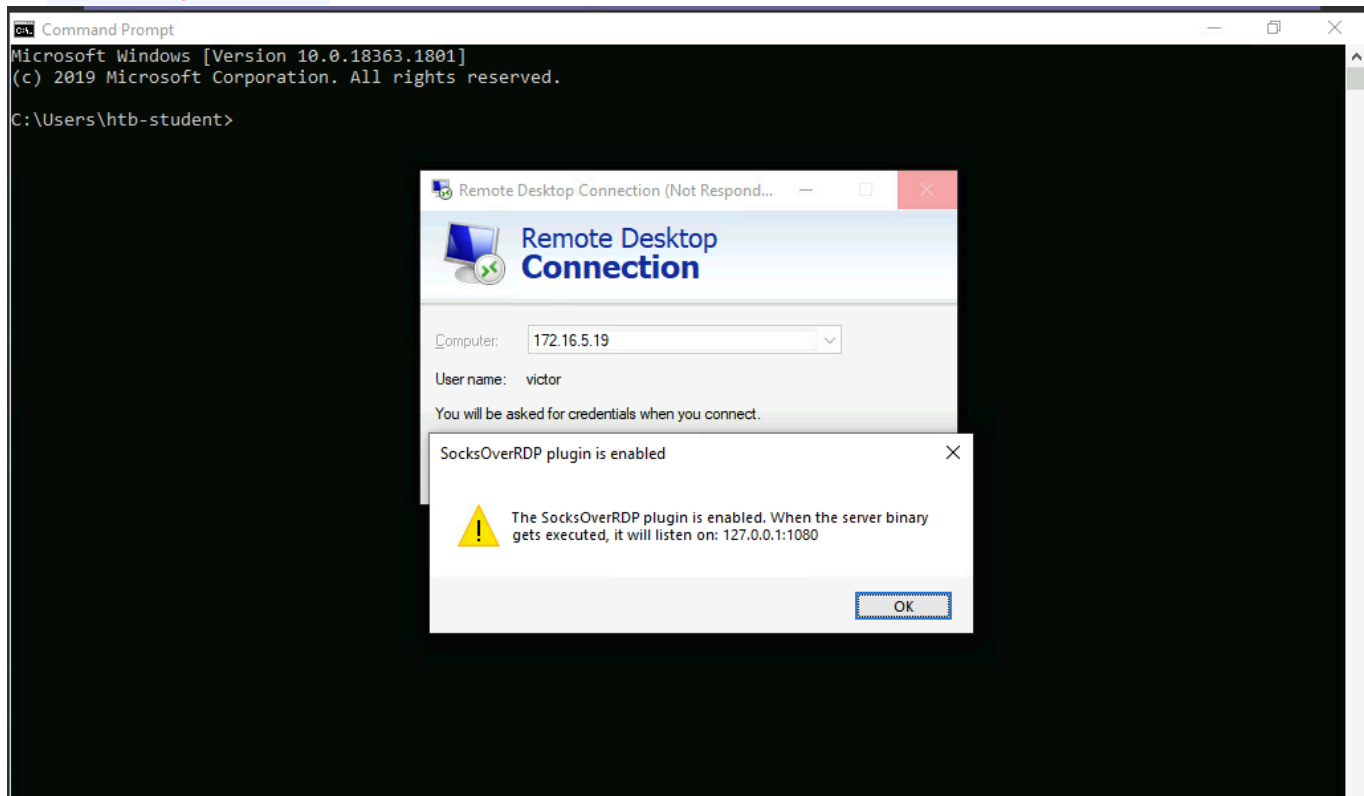 Command Prompt
Microsoft Windows [Version 10.0.18363.1801]
(c) 2019 Microsoft Corporation. All rights reserved.
C:\Users\htb-student>
Remote Desktop Connection (Not Respond...
Remote Desktop
Connection
Computer: 172.16.5.19
User name: victor
You will be asked for credentials when you connect.
SocksOverRDP plugin is enabled
The SocksOverRDP plugin is enabled. When the server binary
gets executed, it will listen on: 127.0.0.1:1080
OK